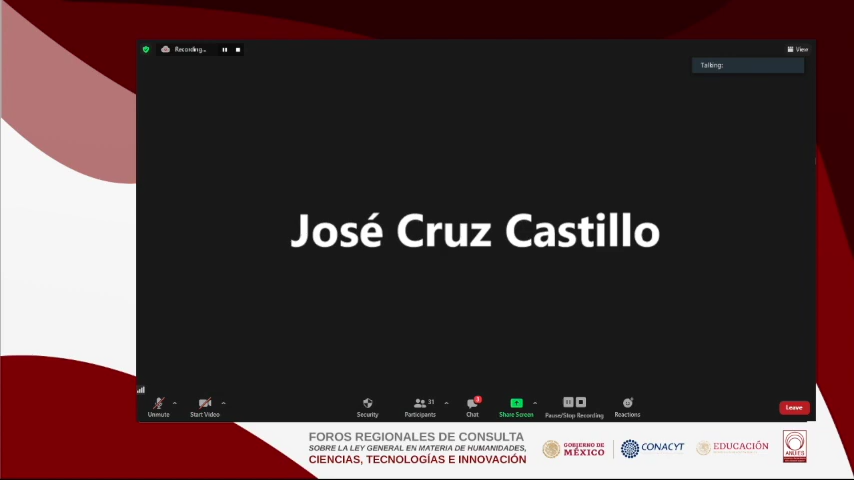 Recording...
View
Talking:
José Cruz Castillo
Unmute
Start Video
Security
31
Participants
3
Chat
Share Screen
Pause/Stop Recording
Reactions
Leave
FOROS REGIONALES DE CONSULTA
SOBRE LA LEY GENERAL EN MATERIA DE HUMANIDADES,
CIENCIAS, TECNOLOGÍAS E INNOVACIÓN
GOBIERNO DE
MÉXICO
CONACYT
EDUCACIÓN